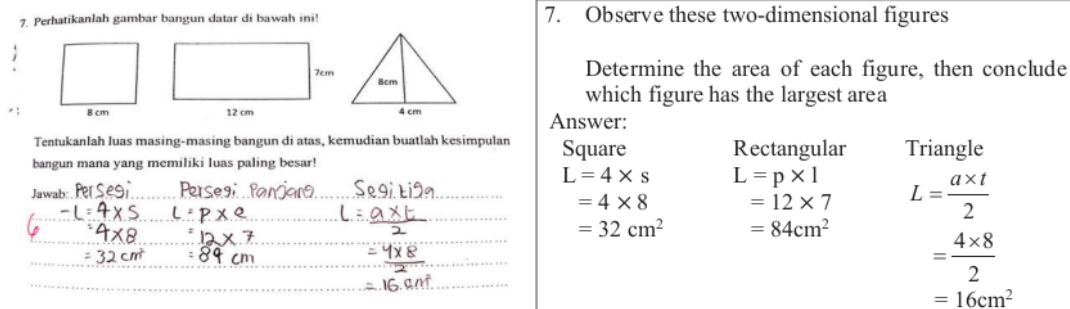 7. Perhatikanlah gambar bangun datar di bawah ini!
7cm
8cm
8 cm
12 cm
4 cm
Tentukanlah luas masing-masing bangun di atas, kemudian buatlah kesimpulan
bangun mana yang memiliki luas paling besar!
Jawab: Persegi Persegi Panjang Segitiga
- L = 4 x S L = p x l L = a x t / 2
= 4x8 = 12 x 7 = 4 x 8 / 2
= 32 cm² = 84 cm = 16 cm²
6
7. Observe these two-dimensional figures
Determine the area of each figure, then conclude
which figure has the largest area
Answer:
Square Rectangular Triangle
L = 4 × s L = p × l L = a×t / 2
= 4 × 8 = 12 × 7 = 4×8 / 2
= 32 cm² = 84cm² = 16cm²